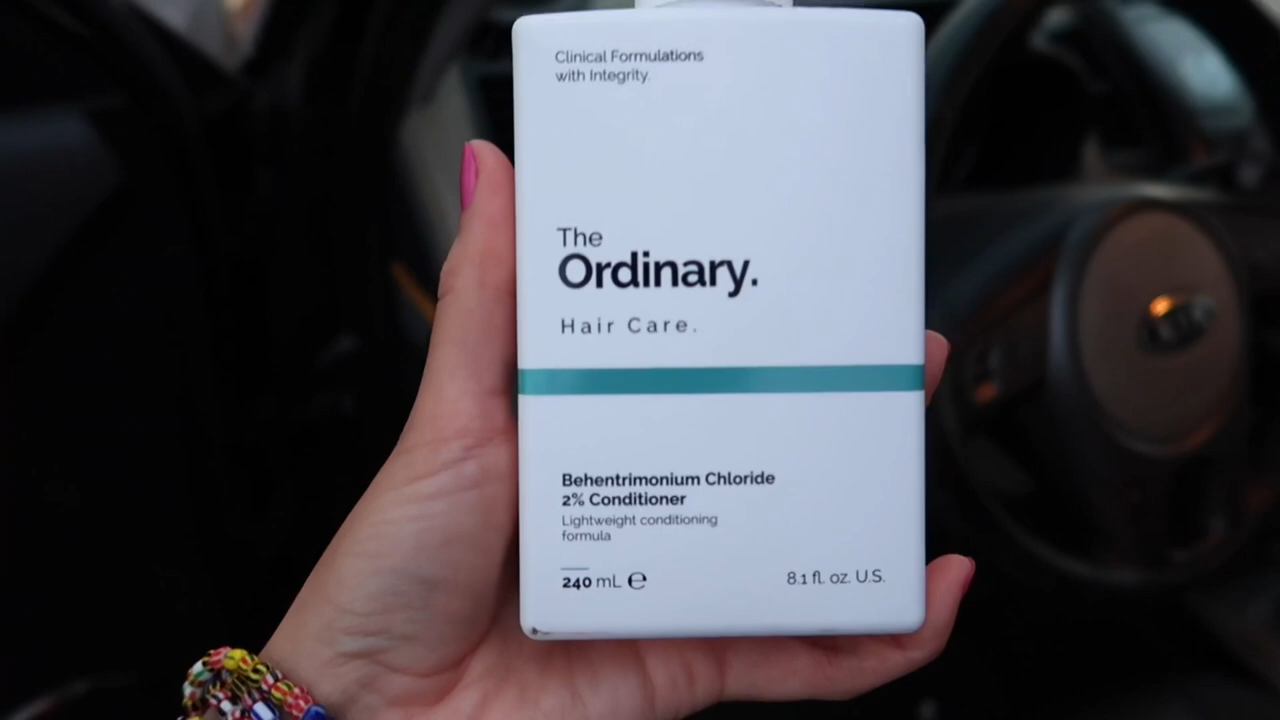 Clinical Formulations
with Integrity.
The
Ordinary.
Hair Care.
Behentrimonium Chloride
2% Conditioner
Lightweight conditioning
formula
240 mL ℮
8.1 fl. oz. U.S.